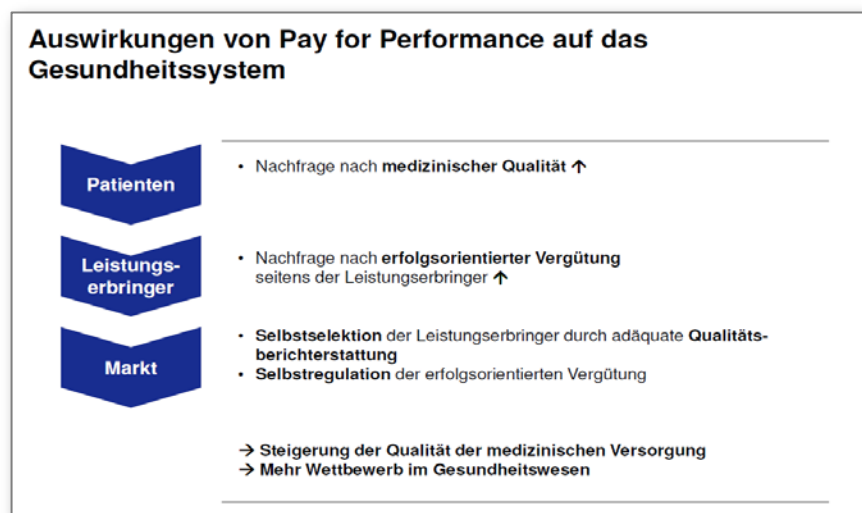 Auswirkungen von Pay for Performance auf das
Gesundheitssystem
Patienten
• Nachfrage nach medizinischer Qualität ↑
Leistungs-
erbringer
• Nachfrage nach erfolgsorientierter Vergütung
seitens der Leistungserbringer ↑
Markt
• Selbstselektion der Leistungserbringer durch adäquate Qualitäts-
berichterstattung
• Selbstregulation der erfolgsorientierten Vergütung
→ Steigerung der Qualität der medizinischen Versorgung
→ Mehr Wettbewerb im Gesundheitswesen